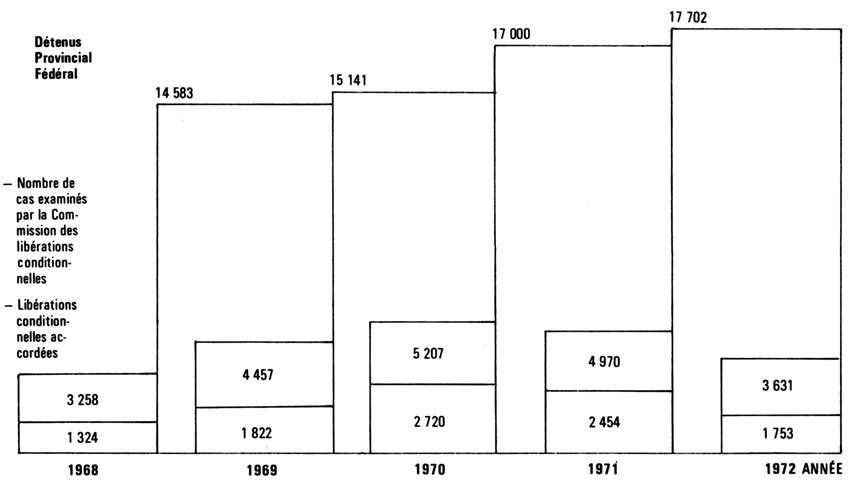 17 702
17 000
Détenus
Provincial
Fédéral
15 141
14 583
— Nombre de
cas examinés
par la Com-
mission des
libérations
condition-
nelles
— Libérations
condition-
nelles ac-
cordées
3 258
4 457
5 207
4 970
3 631
1 324
1 822
2 720
2 454
1 753
1968
1969
1970
1971
1972 ANNÉE